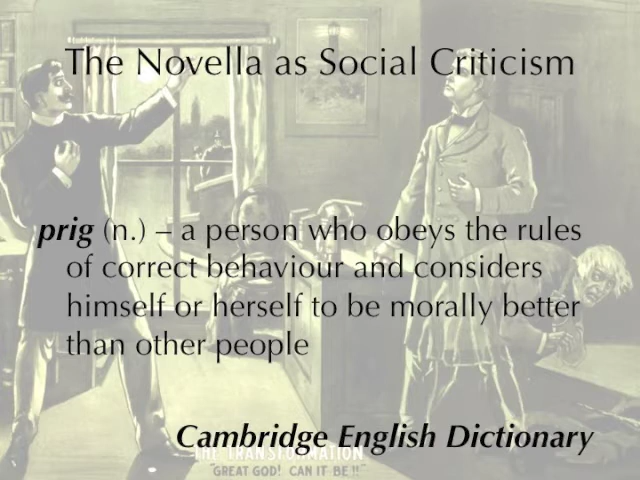 The Novella as Social Criticism
prig (n.) – a person who obeys the rules
of correct behaviour and considers
himself or herself to be morally better
than other people
Cambridge English Dictionary
THE TRANSFORMATION
"GREAT GOD! CAN IT BE!!"